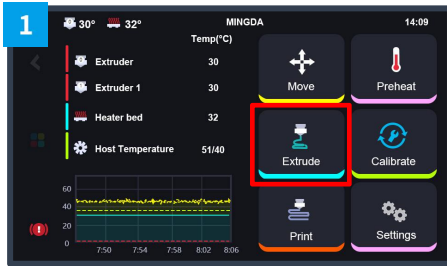 1
30° 32° MINGDA 14:09
Temp(°C)
Extruder 30
Extruder 1 30
Heater bed 32
Host Temperature 51/40
Move
Preheat
Extrude
Calibrate
Print
Settings
60
40
20
0
7:50 7:54 7:58 8:02 8:06